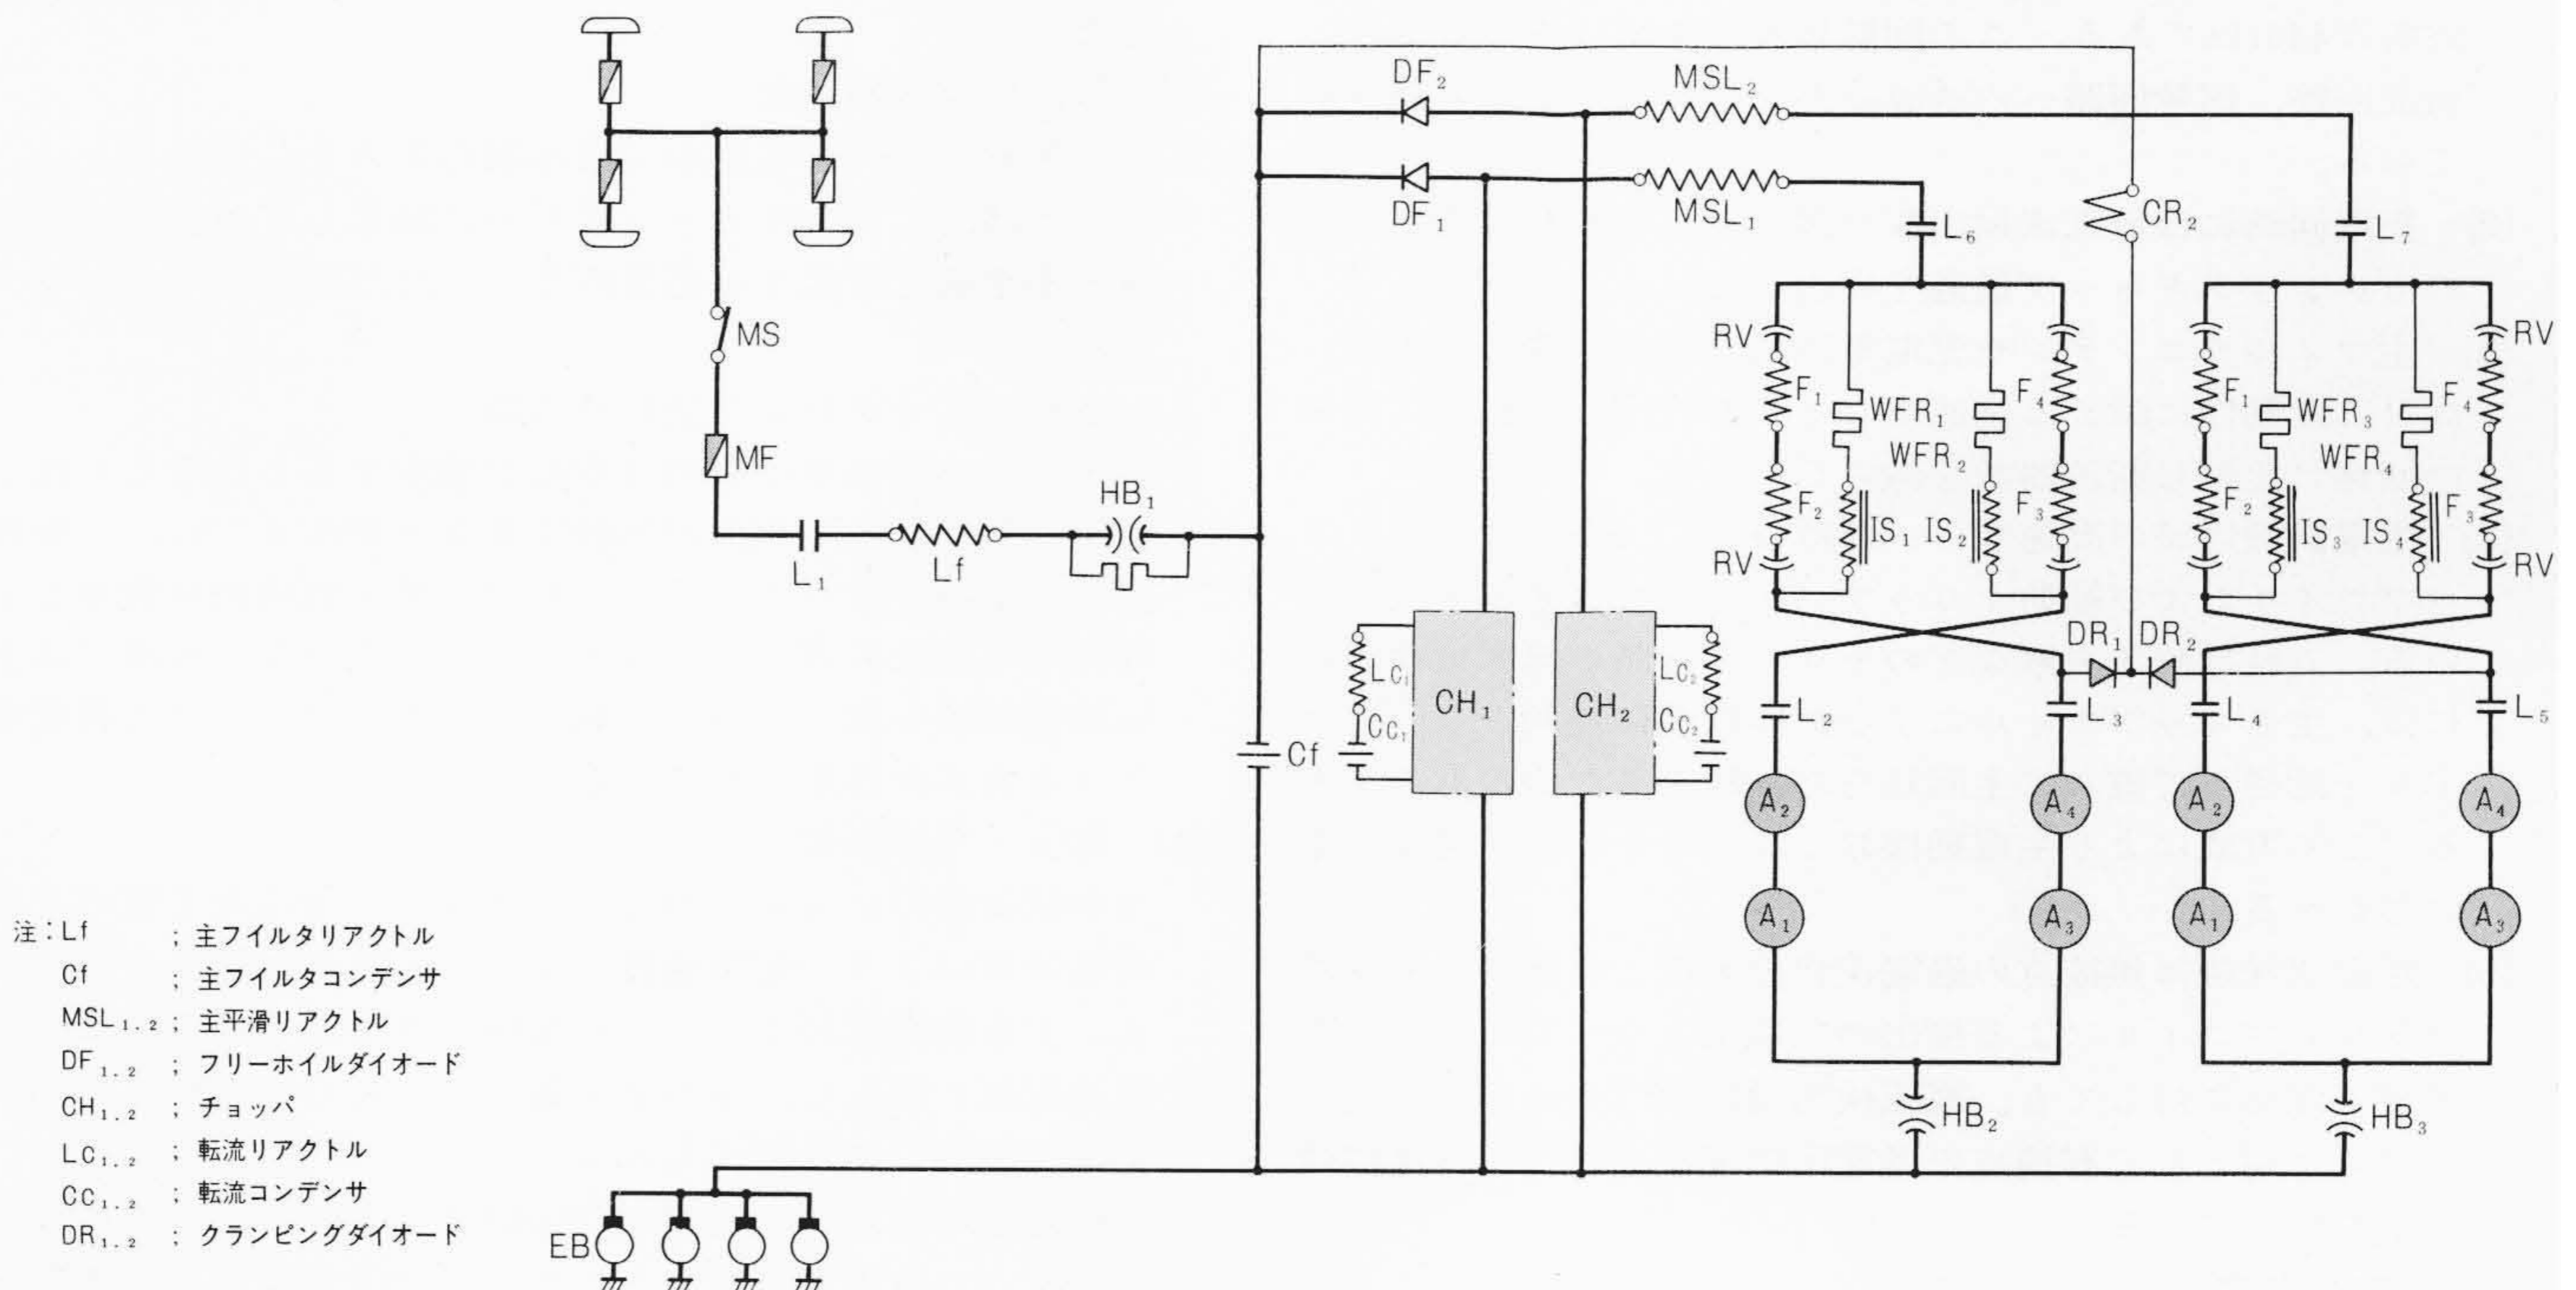 DF₂
MSL₂
DF₁
MSL₁
CR₂
L₆
L₇
MS
RV
RV
F₁
WFR₁
F₄
WFR₂
F₁
WFR₃
F₄
WFR₄
MF
HB₁
F₂
IS₁
IS₂
F₃
F₂
IS₃
IS₄
F₃
L₁
Lf
RV
RV
DR₁
DR₂
Lc₁
CH₁
Cc₁
Lc₂
CH₂
Cc₂
L₂
L₃
L₄
L₅
Cf
A₂
A₄
A₂
A₄
A₁
A₃
A₁
A₃
HB₂
HB₃
EB
注：Lf ； 主フイルタリアクトル
Cf ； 主フイルタコンデンサ
MSL₁.₂ ； 主平滑リアクトル
DF₁.₂ ； フリーホイルダイオード
CH₁.₂ ； チョッパ
Lc₁.₂ ； 転流リアクトル
Cc₁.₂ ； 転流コンデンサ
DR₁.₂ ； クランピングダイオード